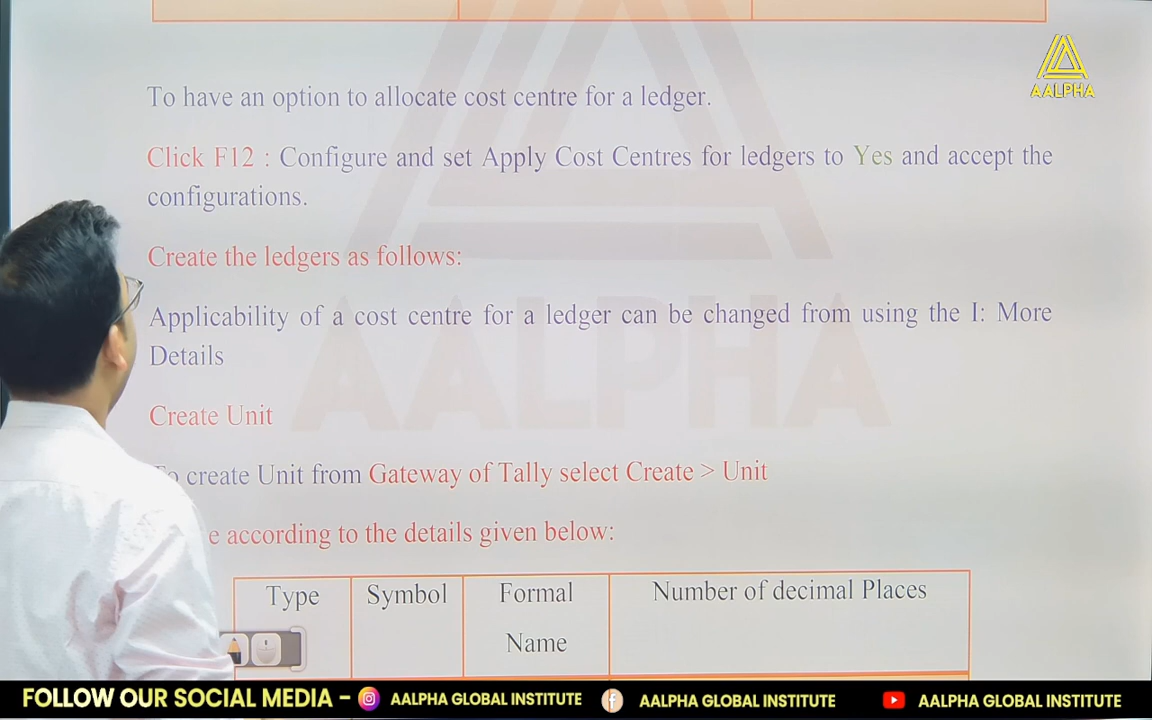 AALPHA
To have an option to allocate cost centre for a ledger.
Click F12 : Configure and set Apply Cost Centres for ledgers to Yes and accept the
configurations.
Create the ledgers as follows:
Applicability of a cost centre for a ledger can be changed from using the I: More
Details
AALPHA
Create Unit
To create Unit from Gateway of Tally select Create > Unit
e according to the details given below:
Type Symbol Formal Name Number of decimal Places
FOLLOW OUR SOCIAL MEDIA – AALPHA GLOBAL INSTITUTE AALPHA GLOBAL INSTITUTE AALPHA GLOBAL INSTITUTE